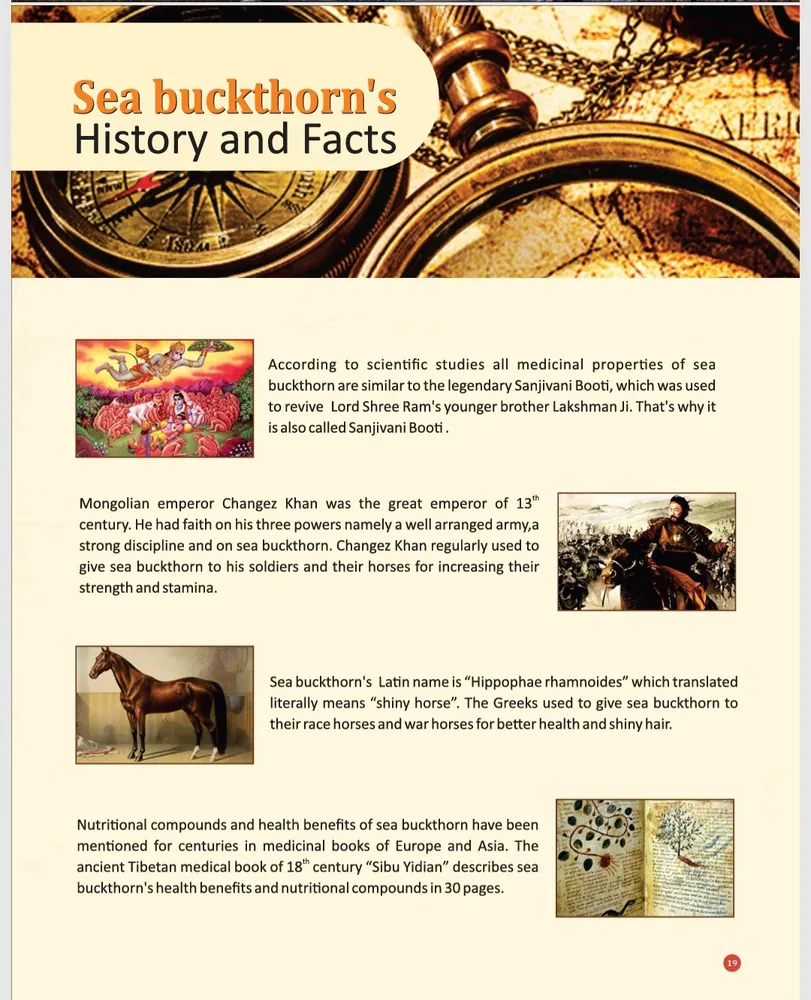 Sea buckthorn's
History and Facts
AFRIC
According to scientific studies all medicinal properties of sea
buckthorn are similar to the legendary Sanjivani Booti, which was used
to revive Lord Shree Ram's younger brother Lakshman Ji. That's why it
is also called Sanjivani Booti .
Mongolian emperor Changez Khan was the great emperor of 13th
century. He had faith on his three powers namely a well arranged army,a
strong discipline and on sea buckthorn. Changez Khan regularly used to
give sea buckthorn to his soldiers and their horses for increasing their
strength and stamina.
Sea buckthorn's Latin name is “Hippophae rhamnoides” which translated
literally means “shiny horse”. The Greeks used to give sea buckthorn to
their race horses and war horses for better health and shiny hair.
Nutritional compounds and health benefits of sea buckthorn have been
mentioned for centuries in medicinal books of Europe and Asia. The
ancient Tibetan medical book of 18th century “Sibu Yidian” describes sea
buckthorn's health benefits and nutritional compounds in 30 pages.
19